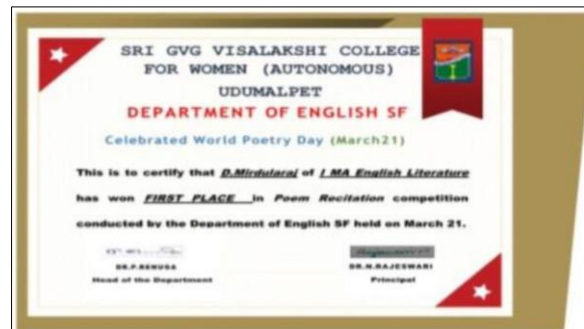 SRI GVG VISALAKSHI COLLEGE
FOR WOMEN (AUTONOMOUS)
UDUMALPET
DEPARTMENT OF ENGLISH SF
Celebrated World Poetry Day (March21)
This is to certify that D.Mirdularaj of I MA English Literature
has won FIRST PLACE in Poem Recitation competition
conducted by the Department of English SF held on March 21.
DR.P.RENUGA DR.N.RAJESWARI
Head of the Department Principal